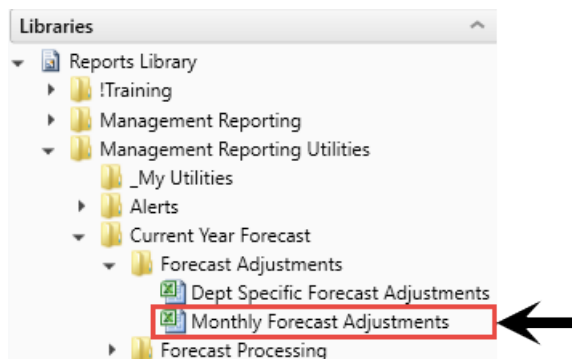 Libraries
Reports Library
!Training
Management Reporting
Management Reporting Utilities
_My Utilities
Alerts
Current Year Forecast
Forecast Adjustments
Dept Specific Forecast Adjustments
Monthly Forecast Adjustments
Forecast Processing